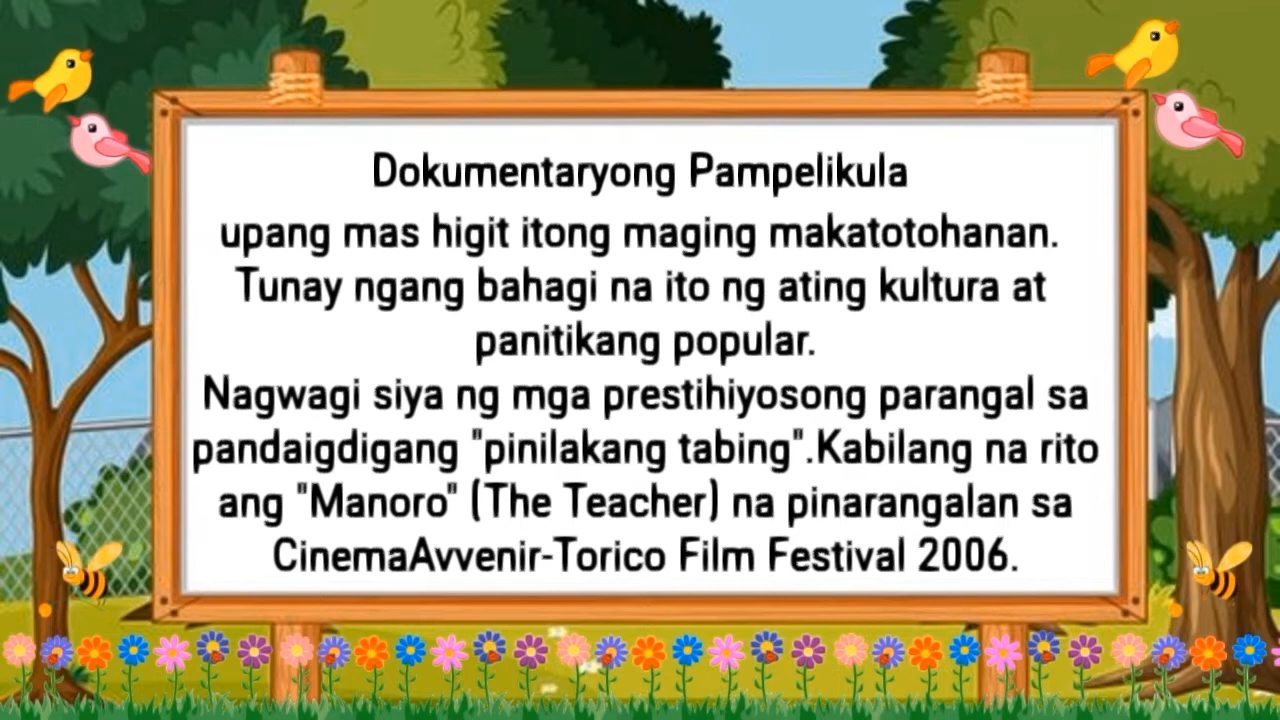 Dokumentaryong Pampelikula
upang mas higit itong maging makatotohanan.
Tunay ngang bahagi na ito ng ating kultura at
panitikang popular.
Nagwagi siya ng mga prestihiyosong parangal sa
pandaigdigang "pinilakang tabing".Kabilang na rito
ang "Manoro" (The Teacher) na pinarangalan sa
CinemaAvvenir-Torico Film Festival 2006.